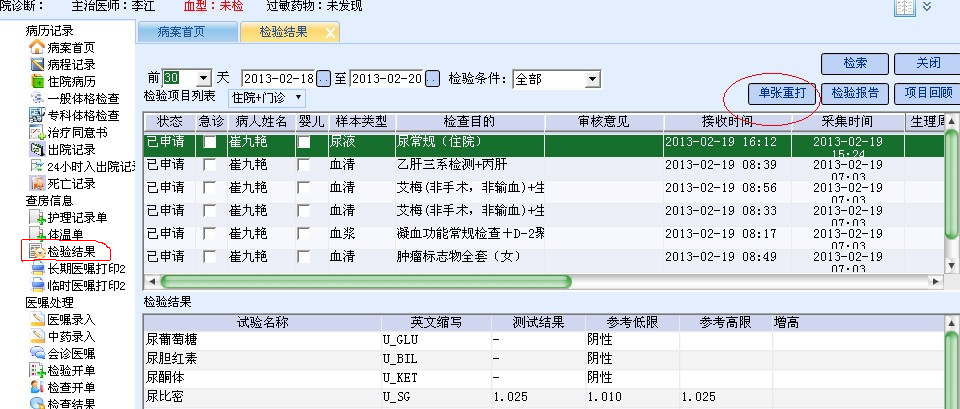 院诊断： 主治医师：李江 血型：未检 过敏药物：未发现
病历记录
病案首页
病程记录
住院病历
一般体格检查
专科体格检查
治疗同意书
出院记录
24小时入出院记录
死亡记录
查房信息
护理记录单
体温单
检验结果
长期医嘱打印2
临时医嘱打印2
医嘱处理
医嘱录入
中药录入
会诊医嘱
检验开单
检查开单
检查结果
病案首页 检验结果
前 30 天 2013-02-18 .. 至 2013-02-20 .. 检验条件： 全部 检索 关闭
检验项目列表 住院+门诊 单张重打 检验报告 项目回顾
状态 急诊 病人姓名 婴儿 样本类型 检查目的 审核意见 接收时间 采集时间 生理周
已申请 崔九艳 尿液 尿常规（住院） 2013-02-19 16:12 2013-02-19 15:24
已申请 崔九艳 血清 乙肝三系检测+丙肝 2013-02-19 08:39 2013-02-19 07:03
已申请 崔九艳 血清 艾梅(非手术，非输血)+生 2013-02-19 08:56 2013-02-19 07:03
已申请 崔九艳 血清 艾梅(非手术，非输血)+生 2013-02-19 08:33 2013-02-19 07:03
已申请 崔九艳 血浆 凝血功能常规检查＋D-2聚 2013-02-19 08:17 2013-02-19 07:03
已申请 崔九艳 血清 肿瘤标志物全套（女） 2013-02-19 08:49 2013-02-19 07:03
检验结果
试验名称 英文缩写 测试结果 参考低限 参考高限 增高
尿葡萄糖 U_GLU - 阴性
尿胆红素 U_BIL - 阴性
尿酮体 U_KET - 阴性
尿比密 U_SG 1.025 1.010 1.025